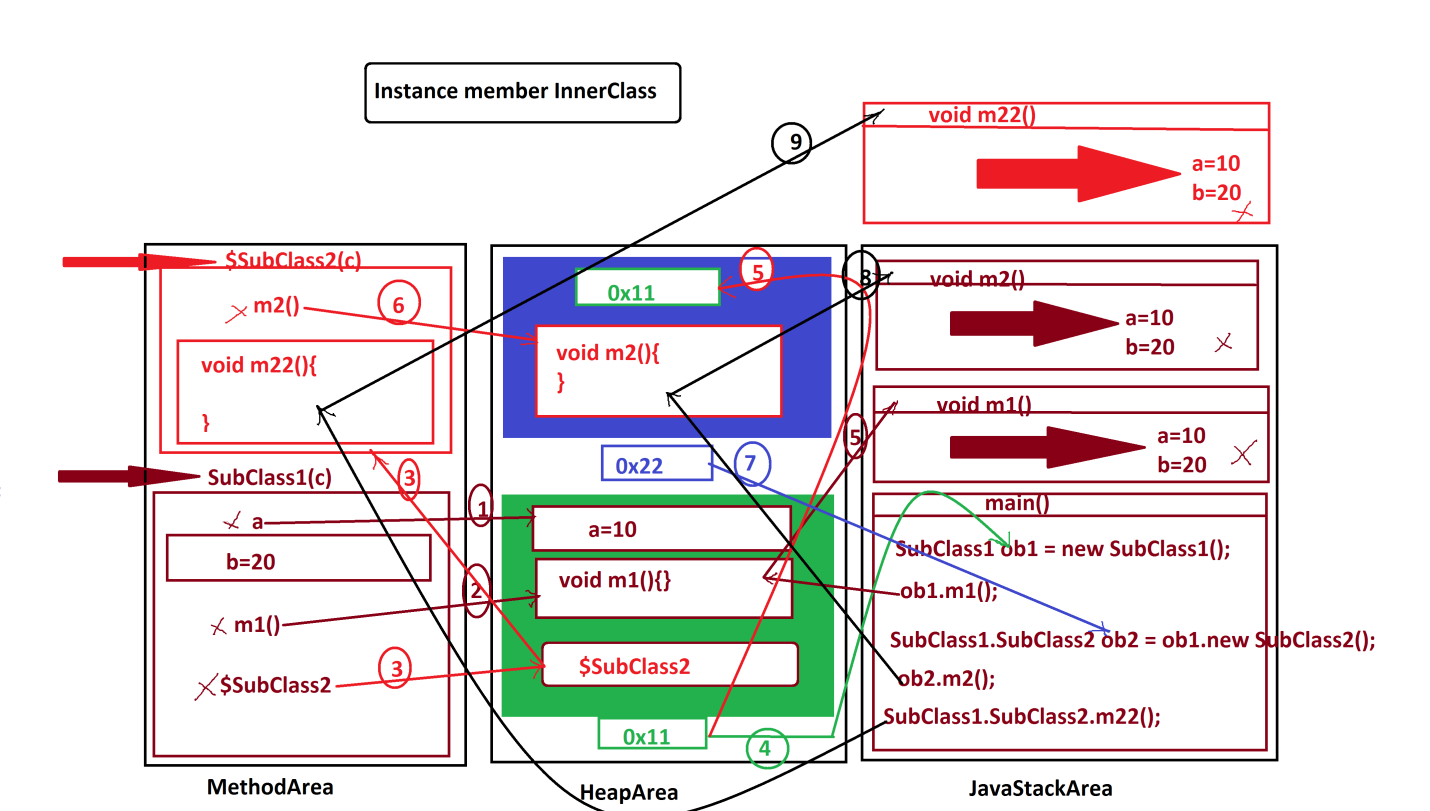 Instance member InnerClass
9
void m22()
a=10
b=20
$SubClass2(c)
m2()
6
void m22(){
}
SubClass1(c)
3
a
1
b=20
2
m1()
3
$SubClass2
MethodArea
5
0x11
void m2(){
}
0x22
7
a=10
void m1(){}
$SubClass2
0x11
4
HeapArea
8
void m2()
a=10
b=20
5
void m1()
a=10
b=20
main()
SubClass1 ob1 = new SubClass1();
ob1.m1();
SubClass1.SubClass2 ob2 = ob1.new SubClass2();
ob2.m2();
SubClass1.SubClass2.m22();
JavaStackArea